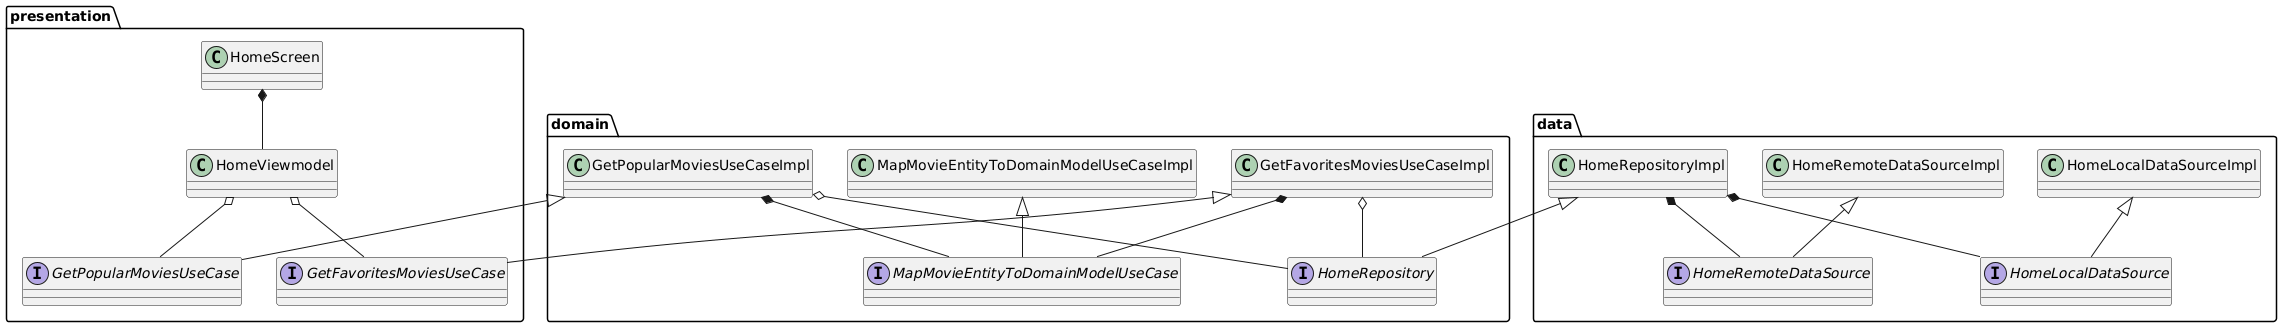 presentation
C HomeScreen
C HomeViewmodel
I GetPopularMoviesUseCase
I GetFavoritesMoviesUseCase
domain
C GetPopularMoviesUseCaseImpl
C MapMovieEntityToDomainModelUseCaseImpl
C GetFavoritesMoviesUseCaseImpl
I MapMovieEntityToDomainModelUseCase
I HomeRepository
data
C HomeRepositoryImpl
C HomeRemoteDataSourceImpl
C HomeLocalDataSourceImpl
I HomeRemoteDataSource
I HomeLocalDataSource